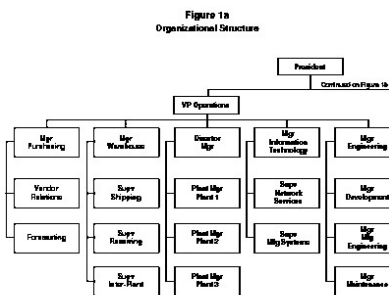 Figure 1a
Organizational Structure
President
Continued on Figure 1b
VP Operations
Mgr
Purchasing
Mgr
Warehouse
Director
Mgr
Mgr
Information
Technology
Mgr
Engineering
Vendor
Relations
Supv
Shipping
Plant Mgr
Plant 1
Supv
Network
Services
Mgr
Development
Forecasting
Supv
Receiving
Plant Mgr
Plant 2
Supv
Mfg Systems
Mgr
Mfg
Engineering
Supv
Inter-Plant
Plant Mgr
Plant 3
Mgr
Maintenance